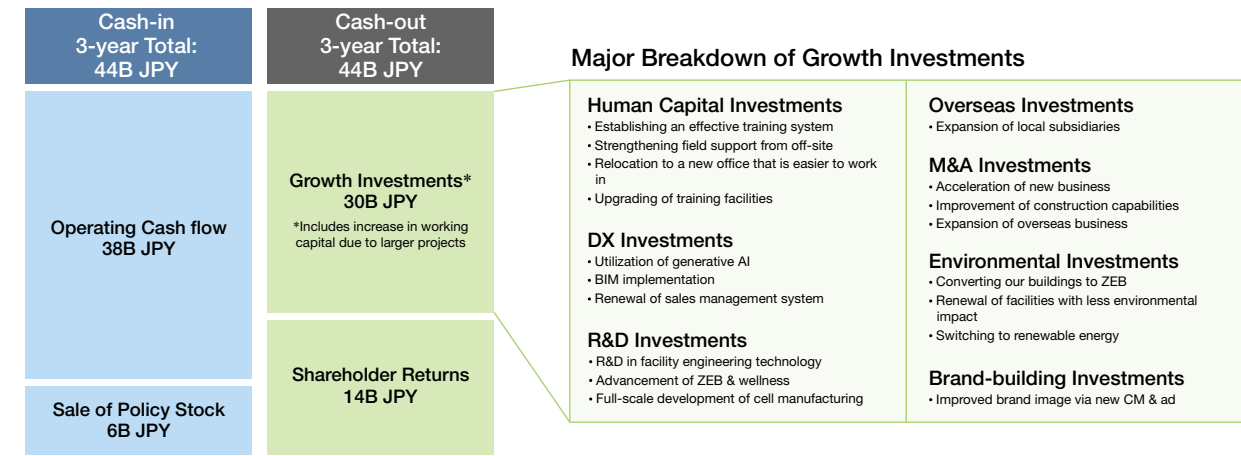 Cash-in
3-year Total:
44B JPY
Operating Cash flow
38B JPY
Sale of Policy Stock
6B JPY
Cash-out
3-year Total:
44B JPY
Growth Investments*
30B JPY
*Includes increase in working
capital due to larger projects
Shareholder Returns
14B JPY
Major Breakdown of Growth Investments
Human Capital Investments
• Establishing an effective training system
• Strengthening field support from off-site
• Relocation to a new office that is easier to work
in
• Upgrading of training facilities
DX Investments
• Utilization of generative AI
• BIM implementation
• Renewal of sales management system
R&D Investments
• R&D in facility engineering technology
• Advancement of ZEB & wellness
• Full-scale development of cell manufacturing
Overseas Investments
• Expansion of local subsidiaries
M&A Investments
• Acceleration of new business
• Improvement of construction capabilities
• Expansion of overseas business
Environmental Investments
• Converting our buildings to ZEB
• Renewal of facilities with less environmental
impact
• Switching to renewable energy
Brand-building Investments
• Improved brand image via new CM & ad